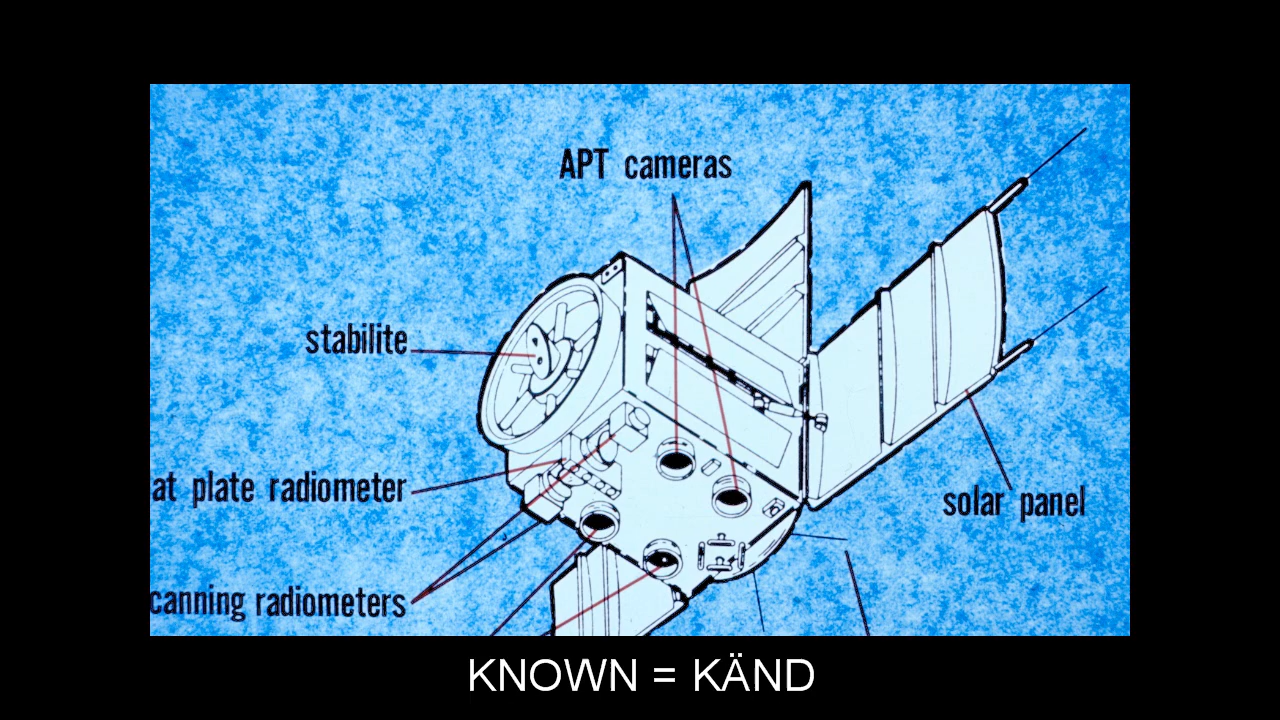 APT cameras
stabilite
at plate radiometer
solar panel
canning radiometers
KNOWN = KÄND